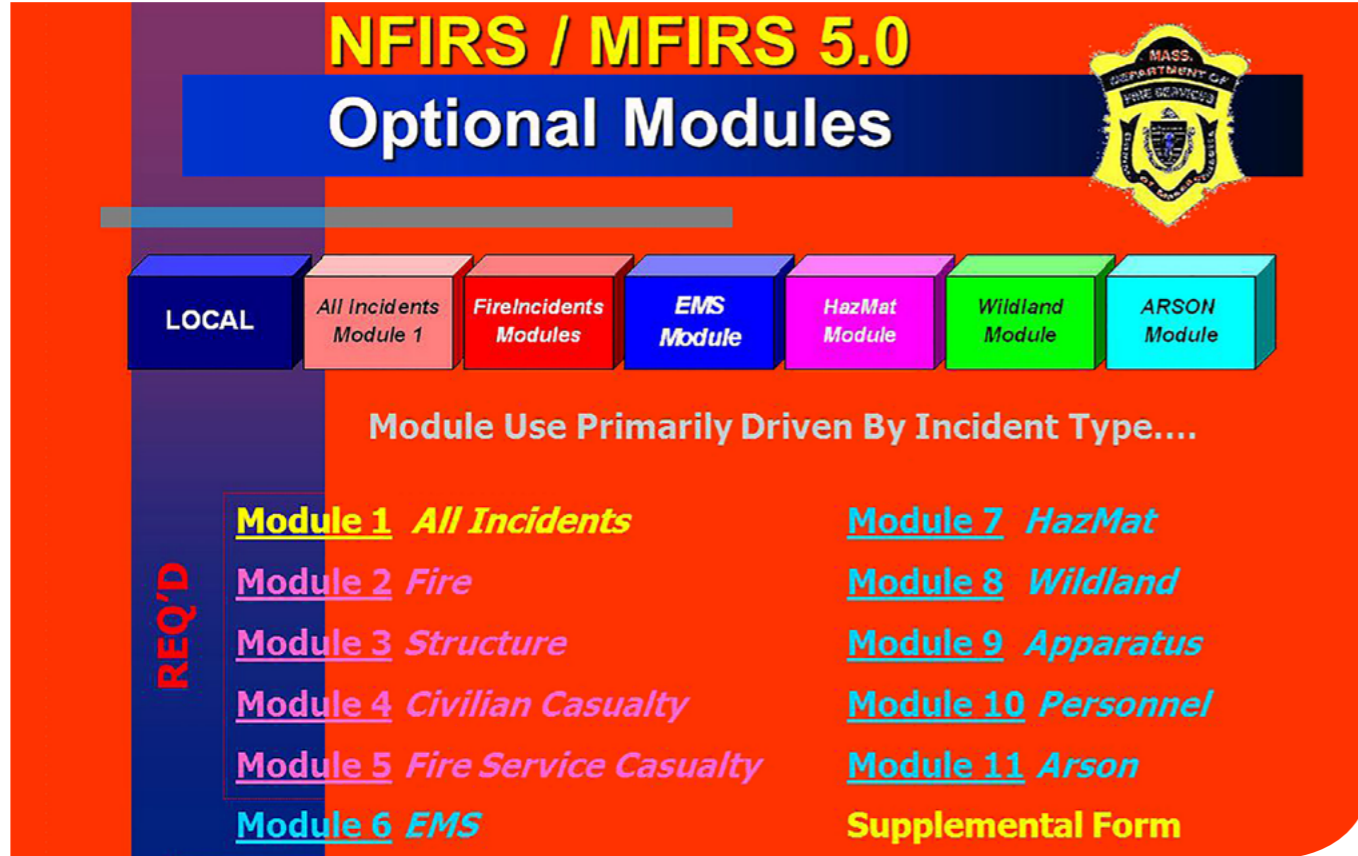 NFIRS / MFIRS 5.0
Optional Modules
MASS.
DEPARTMENT OF
FIRE SERVICES
LOCAL
All Incidents
Module 1
FireIncidents
Modules
EMS
Module
HazMat
Module
Wildland
Module
ARSON
Module
Module Use Primarily Driven By Incident Type....
REQ'D
Module 1 All Incidents
Module 2 Fire
Module 3 Structure
Module 4 Civilian Casualty
Module 5 Fire Service Casualty
Module 6 EMS
Module 7 HazMat
Module 8 Wildland
Module 9 Apparatus
Module 10 Personnel
Module 11 Arson
Supplemental Form